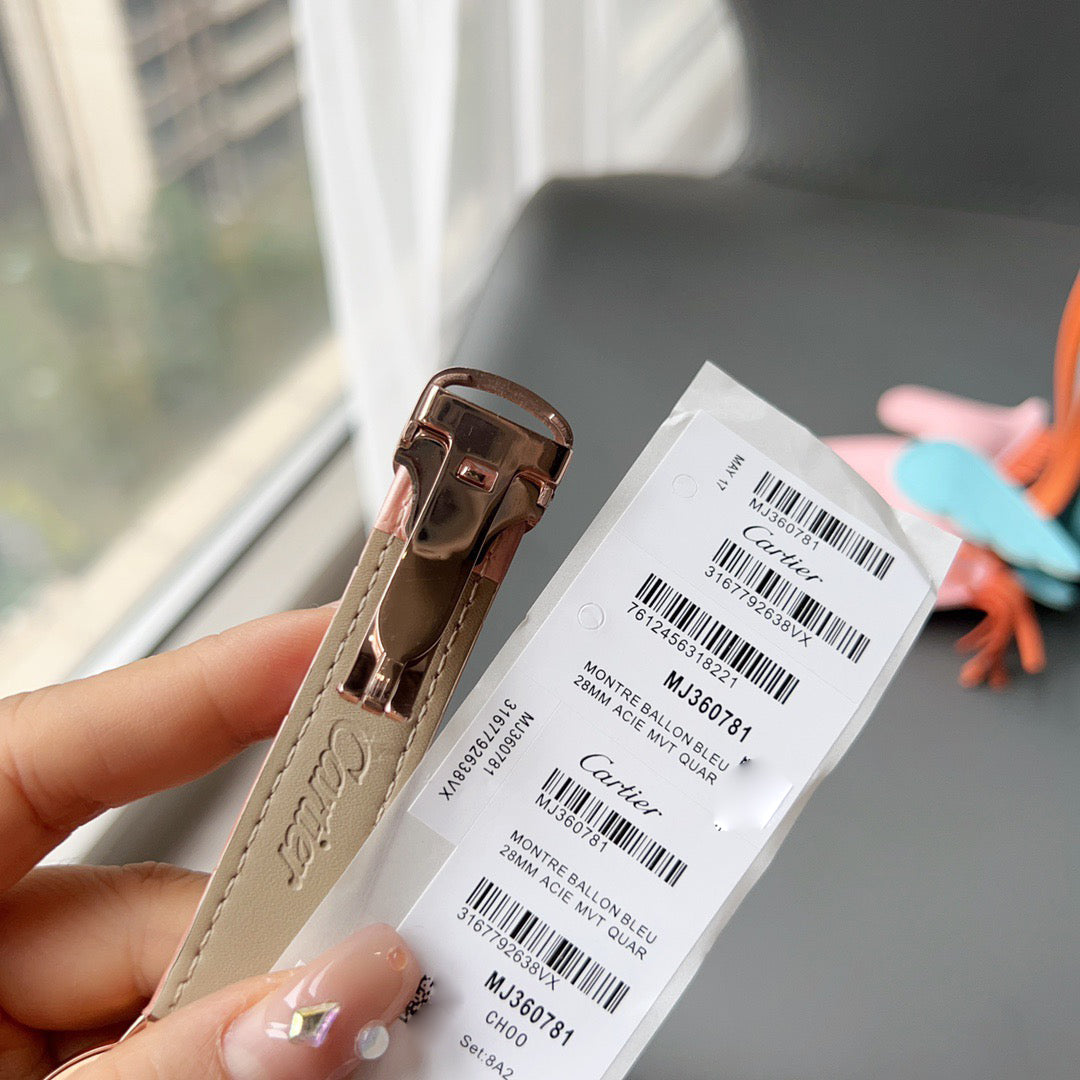 Cartier
MAY 17
MJ360781
Cartier
3167792638VX
7612456318221
MJ360781
MONTRE BALLON BLEU
28MM ACIE MVT QUAR
MJ360781
3167792638VX
Cartier
MJ360781
MONTRE BALLON BLEU
28MM ACIE MVT QUAR
3167792638VX
MJ360781
CH00
Set:8A2